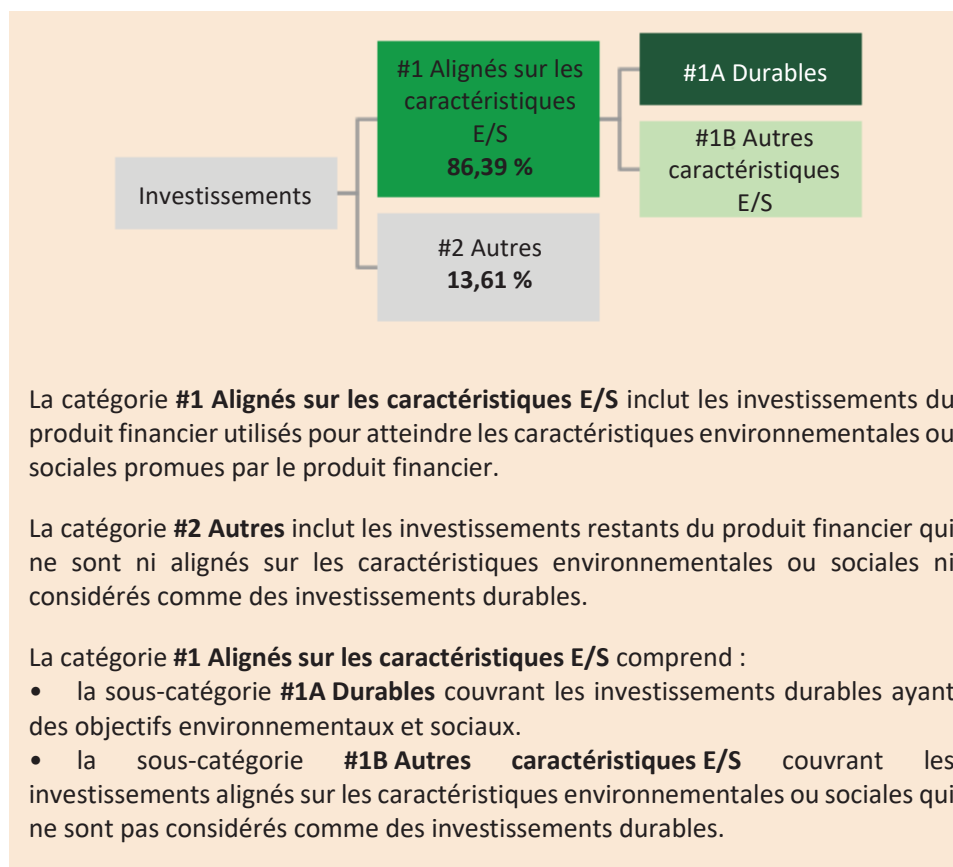 #1 Alignés sur les
caractéristiques
E/S
86,39 %
#1A Durables
#1B Autres
caractéristiques
E/S
Investissements
#2 Autres
13,61 %
La catégorie #1 Alignés sur les caractéristiques E/S inclut les investissements du
produit financier utilisés pour atteindre les caractéristiques environnementales ou
sociales promues par le produit financier.
La catégorie #2 Autres inclut les investissements restants du produit financier qui
ne sont ni alignés sur les caractéristiques environnementales ou sociales ni
considérés comme des investissements durables.
La catégorie #1 Alignés sur les caractéristiques E/S comprend :
• la sous-catégorie #1A Durables couvrant les investissements durables ayant
des objectifs environnementaux et sociaux.
• la sous-catégorie #1B Autres caractéristiques E/S couvrant les
investissements alignés sur les caractéristiques environnementales ou sociales qui
ne sont pas considérés comme des investissements durables.